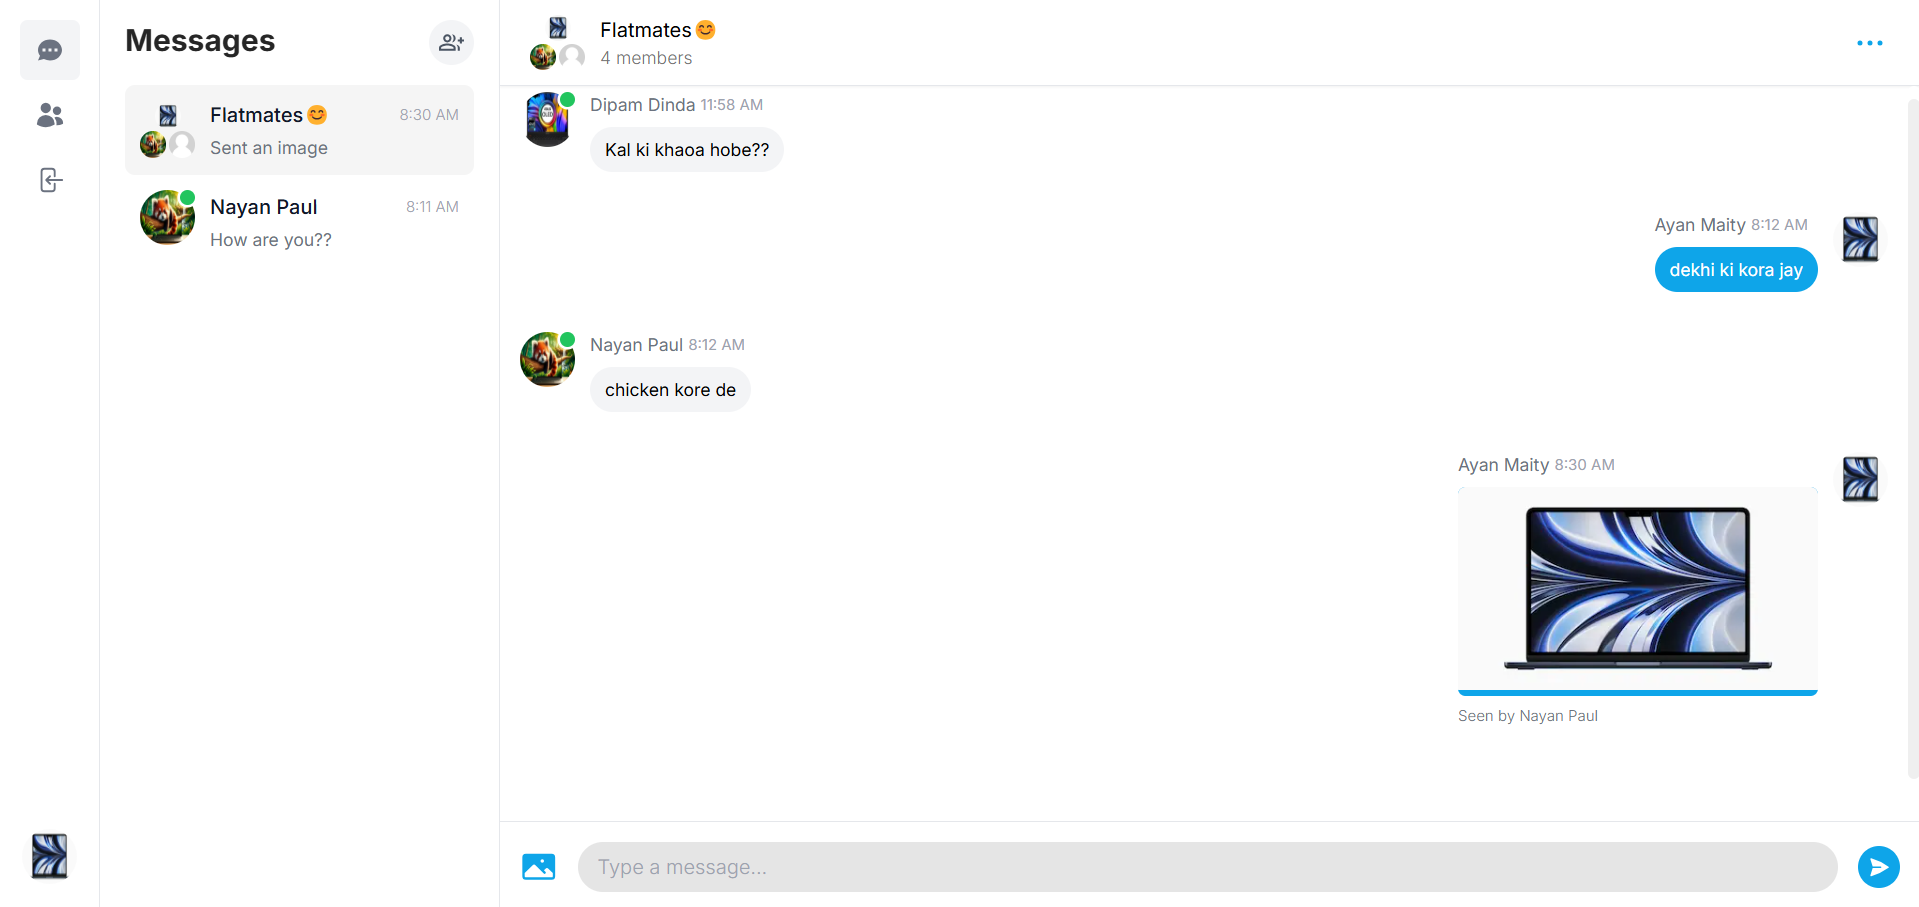 Messages
Flatmates😊 8:30 AM
Sent an image
Nayan Paul 8:11 AM
How are you??
Flatmates😊
4 members
Dipam Dinda 11:58 AM
Kal ki khaoa hobe??
Ayan Maity 8:12 AM
dekhi ki kora jay
Nayan Paul 8:12 AM
chicken kore de
Ayan Maity 8:30 AM
Seen by Nayan Paul
Type a message...